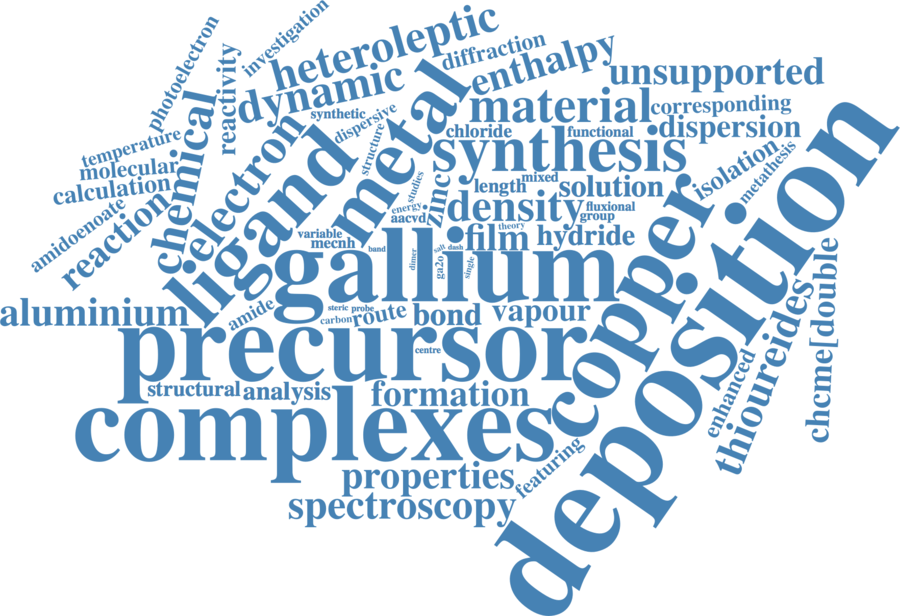 photoelectron
investigation
heteroleptic
diffraction
enthalpy
unsupported
reactivity
dynamic
synthetic
dispersive
metal
material
corresponding
chemical
temperature
molecular
calculation
electron
structure
chloride
functional
dispersion
synthesis
isolation
metathesis
amidoenoate
reaction
ligand
studies
energy
aacvd
zinc
length
mixed
solution
density
fluxional
group
theory
variable
mecnh
band
film
hydride
dimer
ga2o
salt
dash
single
gallium
copper
deposition
aluminium
amide
steric
probe
carbon
route
bond
vapour
precursor
centre
structural
analysis
formation
complexes
enhanced
thioureides
chcme[double
properties
featuring
spectroscopy